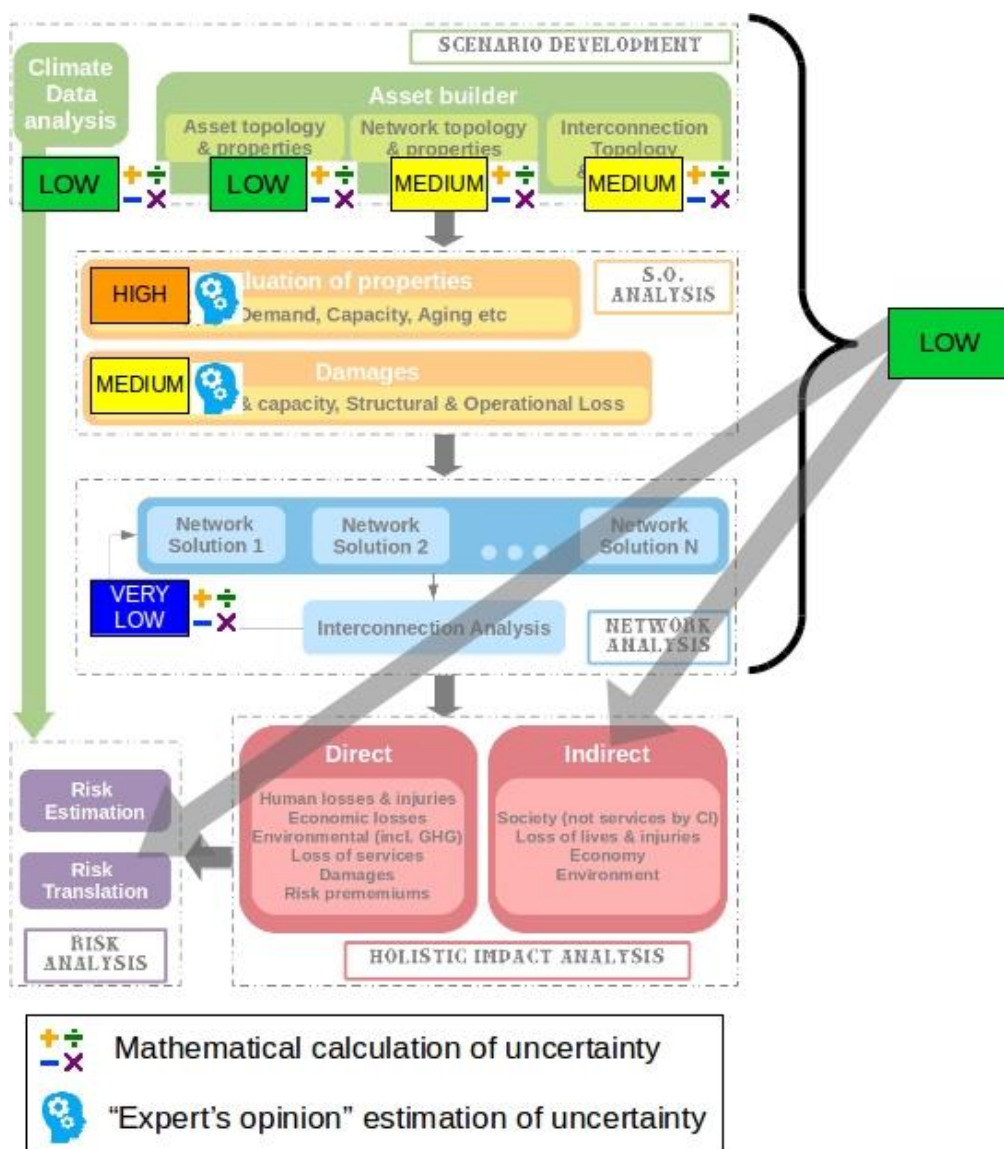 SCENARIO DEVELOPMENT
Climate
Data
analysis
Asset builder
Asset topology
& properties
Network topology
& properties
Interconnection
Topology
&
LOW
LOW
MEDIUM
MEDIUM
S.O.
ANALYSIS
HIGH
luation of properties
Demand, Capacity, Aging etc
LOW
Damages
MEDIUM
& capacity, Structural & Operational Loss
Network
Solution 1
Network
Solution 2
Network
Solution N
VERY
LOW
Interconnection Analysis
NETWORK
ANALYSIS
Direct
Human losses & injuries
Economic losses
Environmental (incl. GHG)
Loss of services
Damages
Risk prememiums
Indirect
Society (not services by CI)
Loss of lives & injuries
Economy
Environment
Risk
Estimation
Risk
Translation
RISK
ANALYSIS
HOLISTIC IMPACT ANALYSIS
Mathematical calculation of uncertainty
“Expert’s opinion” estimation of uncertainty